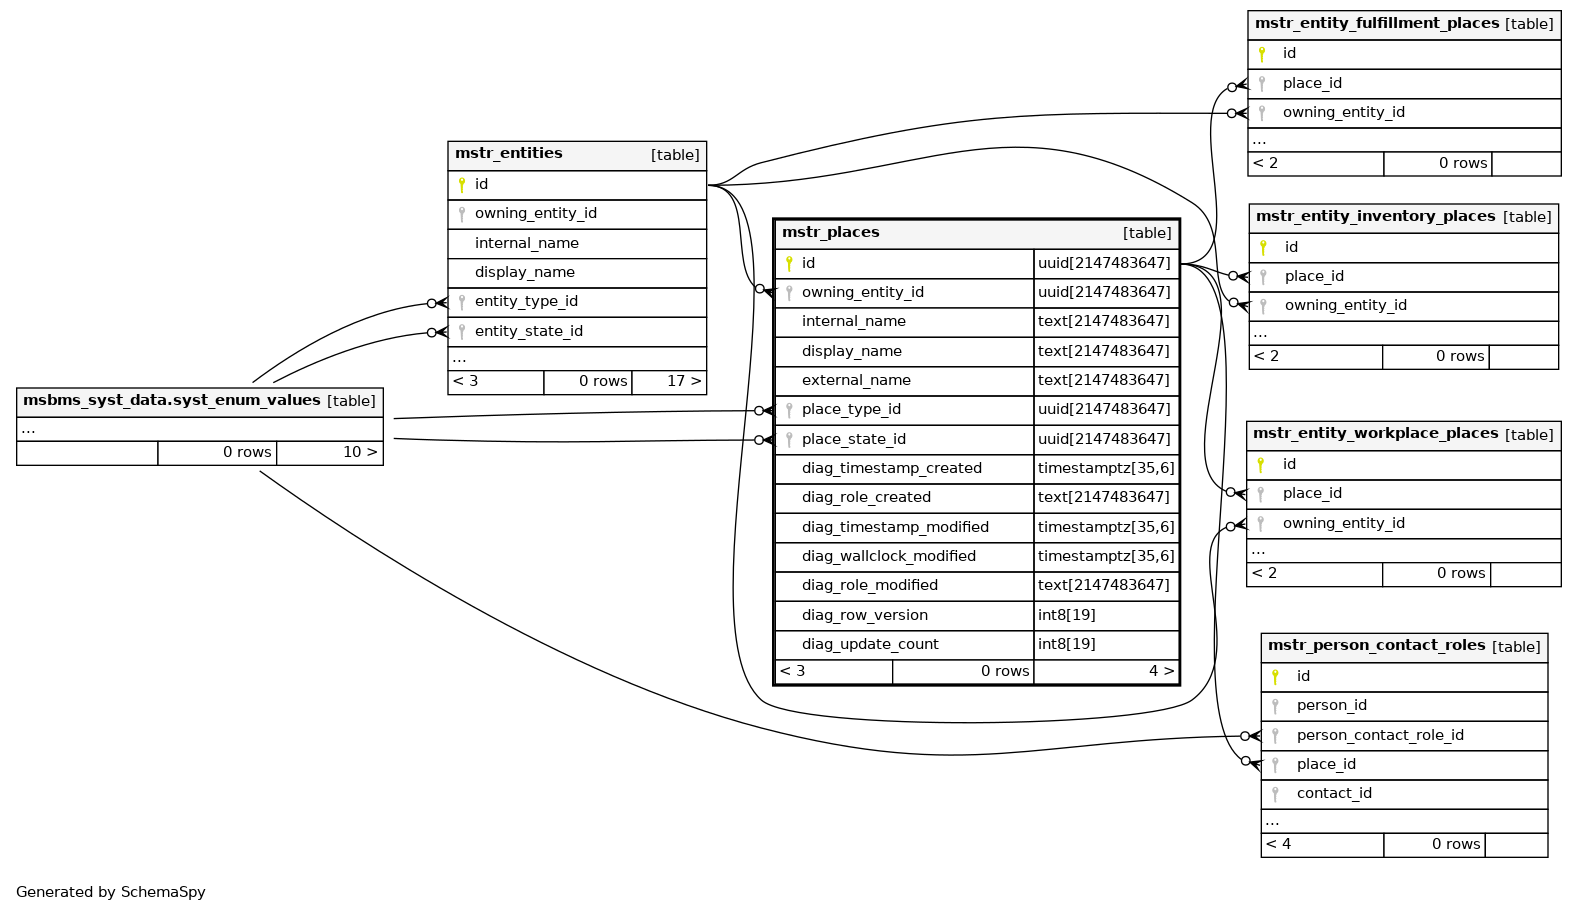 mstr_entity_fulfillment_places [table]
id
place_id
owning_entity_id
...
< 2 0 rows
mstr_entities [table]
id
owning_entity_id
internal_name
display_name
entity_type_id
entity_state_id
...
< 3 0 rows 17 >
mstr_entity_inventory_places [table]
id
place_id
owning_entity_id
...
< 2 0 rows
mstr_places [table]
id uuid[2147483647]
owning_entity_id uuid[2147483647]
internal_name text[2147483647]
display_name text[2147483647]
external_name text[2147483647]
place_type_id uuid[2147483647]
place_state_id uuid[2147483647]
diag_timestamp_created timestamptz[35,6]
diag_role_created text[2147483647]
diag_timestamp_modified timestamptz[35,6]
diag_wallclock_modified timestamptz[35,6]
diag_role_modified text[2147483647]
diag_row_version int8[19]
diag_update_count int8[19]
< 3 0 rows 4 >
msbms_syst_data.syst_enum_values [table]
...
0 rows 10 >
mstr_entity_workplace_places [table]
id
place_id
owning_entity_id
...
< 2 0 rows
mstr_person_contact_roles [table]
id
person_id
person_contact_role_id
place_id
contact_id
...
< 4 0 rows
Generated by SchemaSpy